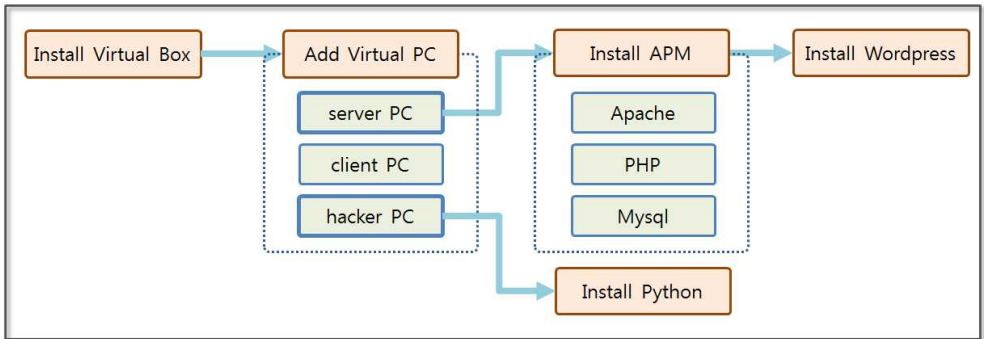 Install Virtual Box
Add Virtual PC
Install APM
Install Wordpress
server PC
Apache
client PC
PHP
hacker PC
Mysql
Install Python